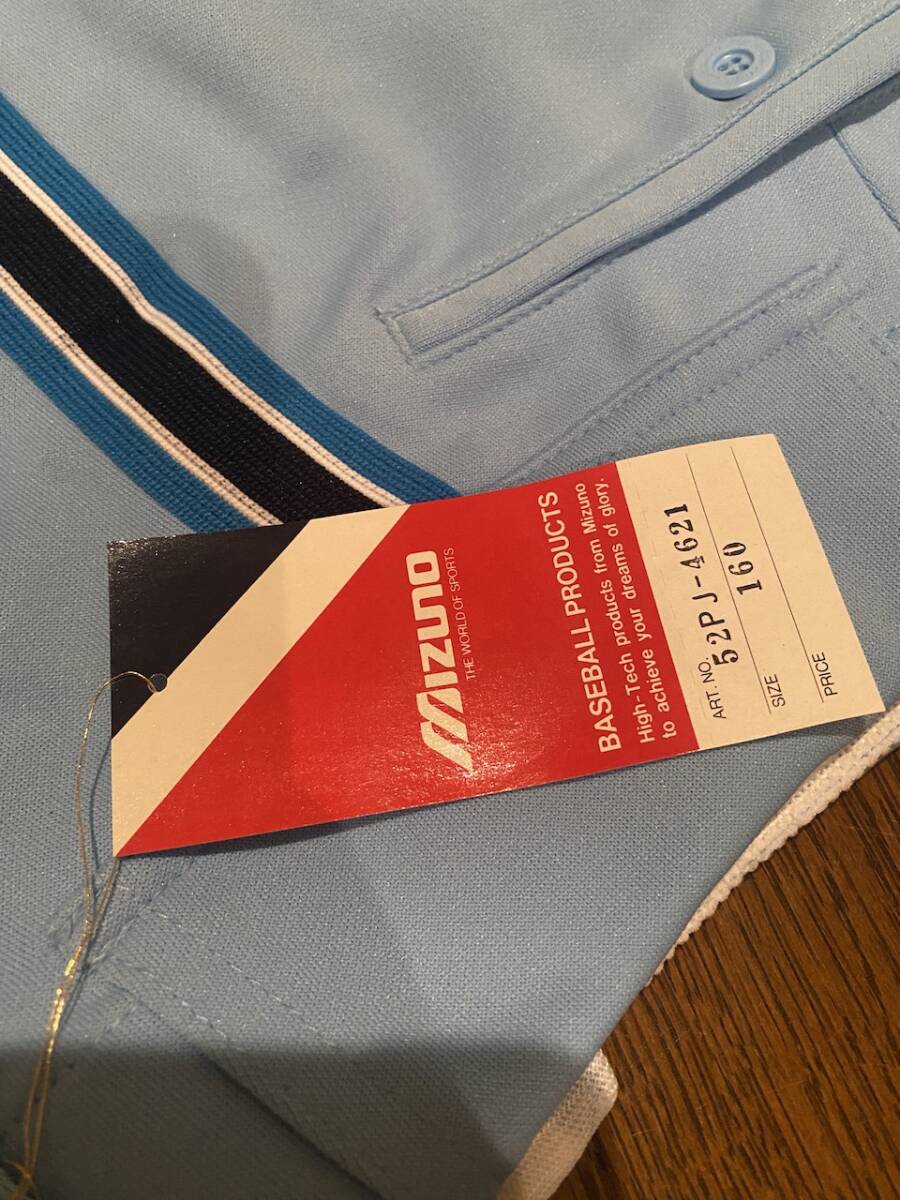 MIZUNO
THE WORLD OF SPORTS
BASEBALL PRODUCTS
High-Tech products from Mizuno
to achieve your dreams of glory.
ART. NO. 52PJ-4621
SIZE 160
PRICE